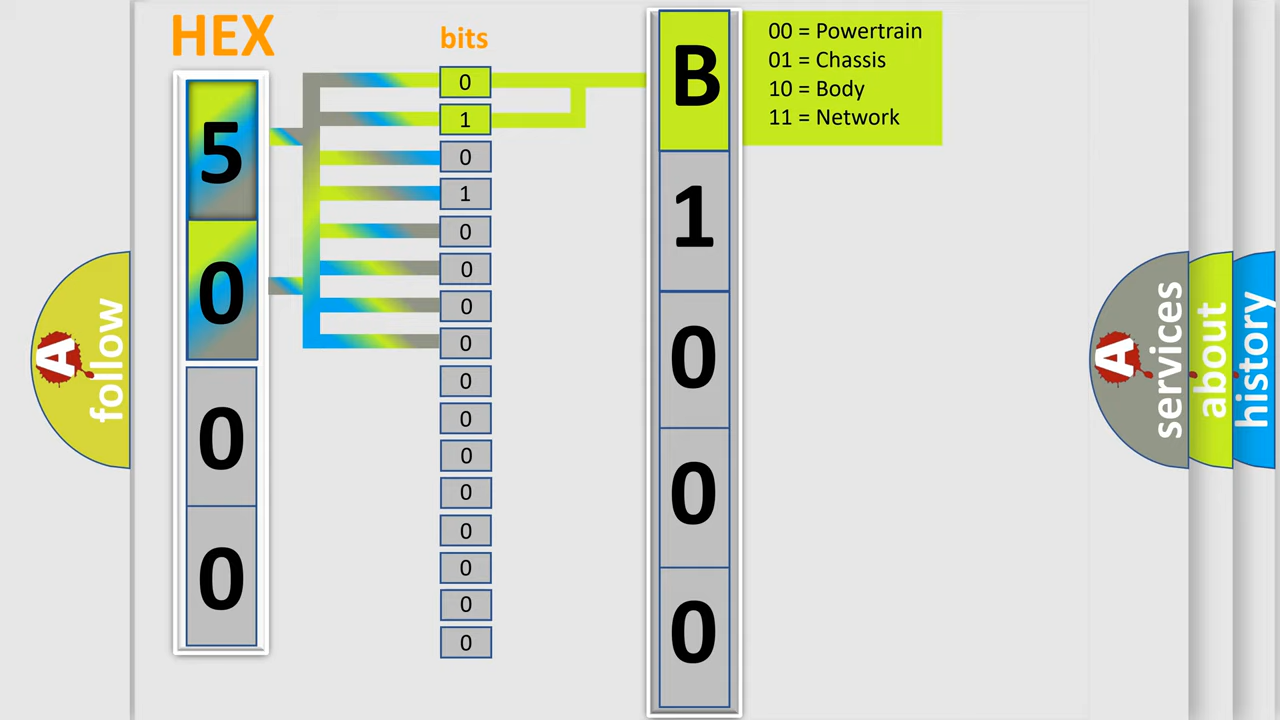 HEX
bits
5
0
0
0
0
1
0
1
0
0
0
0
0
0
0
0
0
0
0
0
B
1
0
0
0
00 = Powertrain
01 = Chassis
10 = Body
11 = Network
A
follow
A
services
about
history